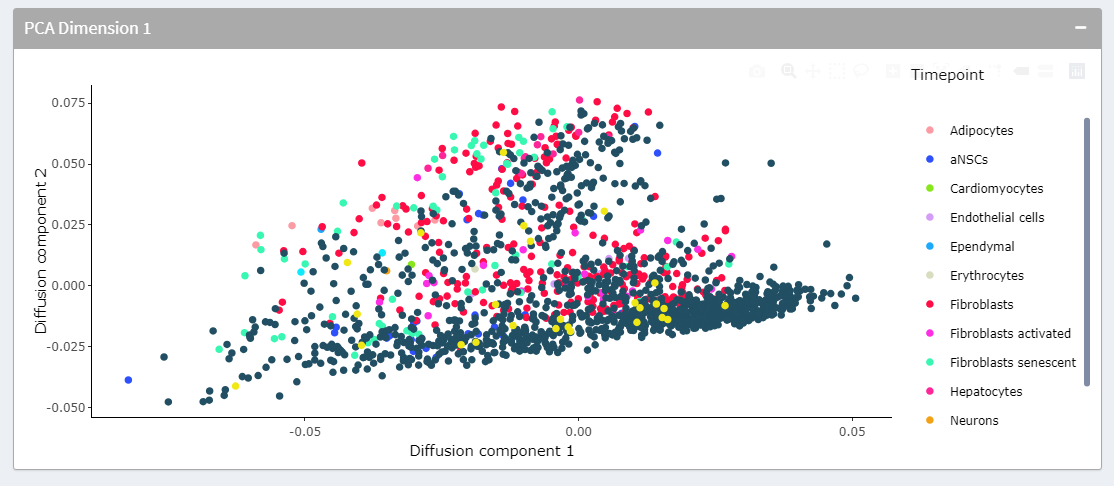 PCA Dimension 1
Timepoint
0.075
0.050
0.025
0.000
-0.025
-0.050
Diffusion component 2
-0.05
0.00
0.05
Diffusion component 1
Adipocytes
aNSCs
Cardiomyocytes
Endothelial cells
Ependymal
Erythrocytes
Fibroblasts
Fibroblasts activated
Fibroblasts senescent
Hepatocytes
Neurons